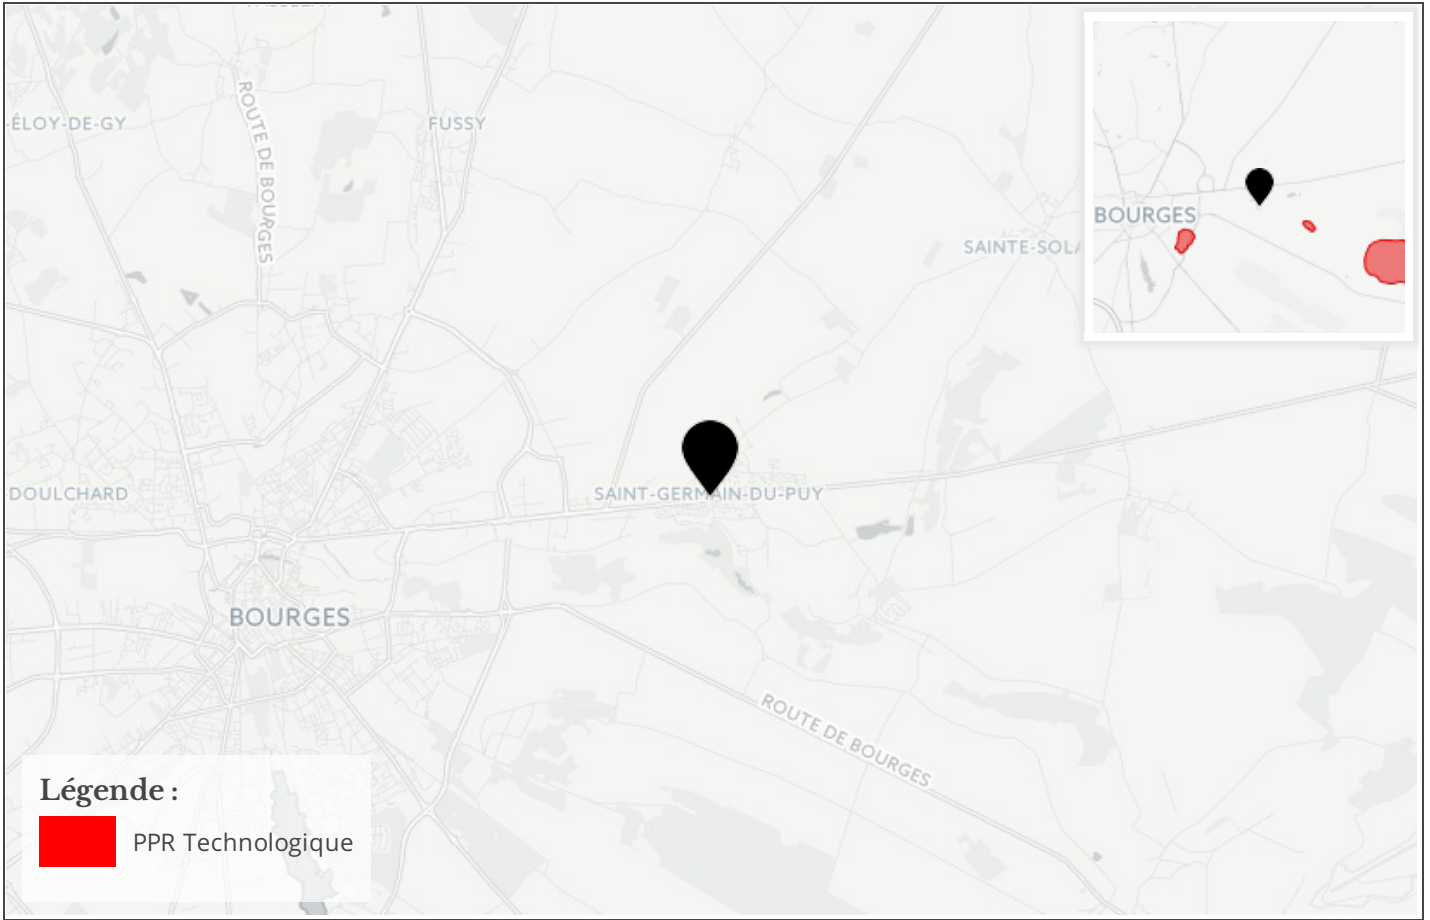 -ÉLOY-DE-GY
ROUTE DE BOURGES
FUSSY
SAINTE-SOLA
BOURGES
DOULCHARD
SAINT-GERMAIN-DU-PUY
BOURGES
ROUTE DE BOURGES
Légende :
PPR Technologique